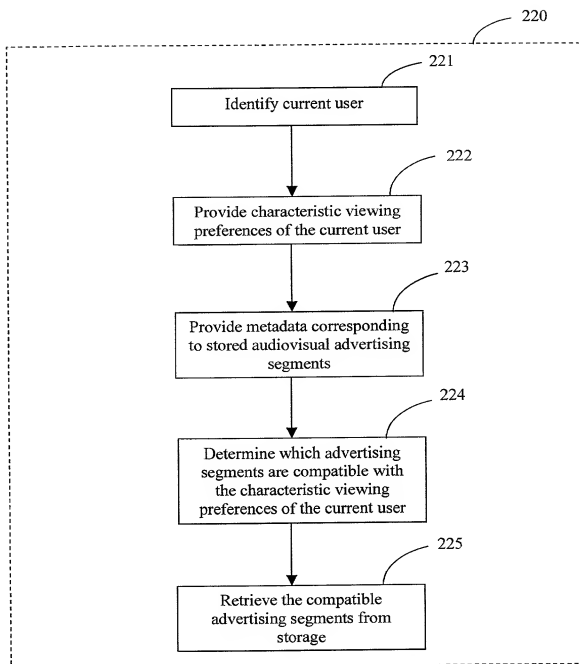 220
221
Identify current user
222
Provide characteristic viewing
preferences of the current user
223
Provide metadata corresponding
to stored audiovisual advertising
segments
224
Determine which advertising
segments are compatible with
the characteristic viewing
preferences of the current user
225
Retrieve the compatible
advertising segments from
storage